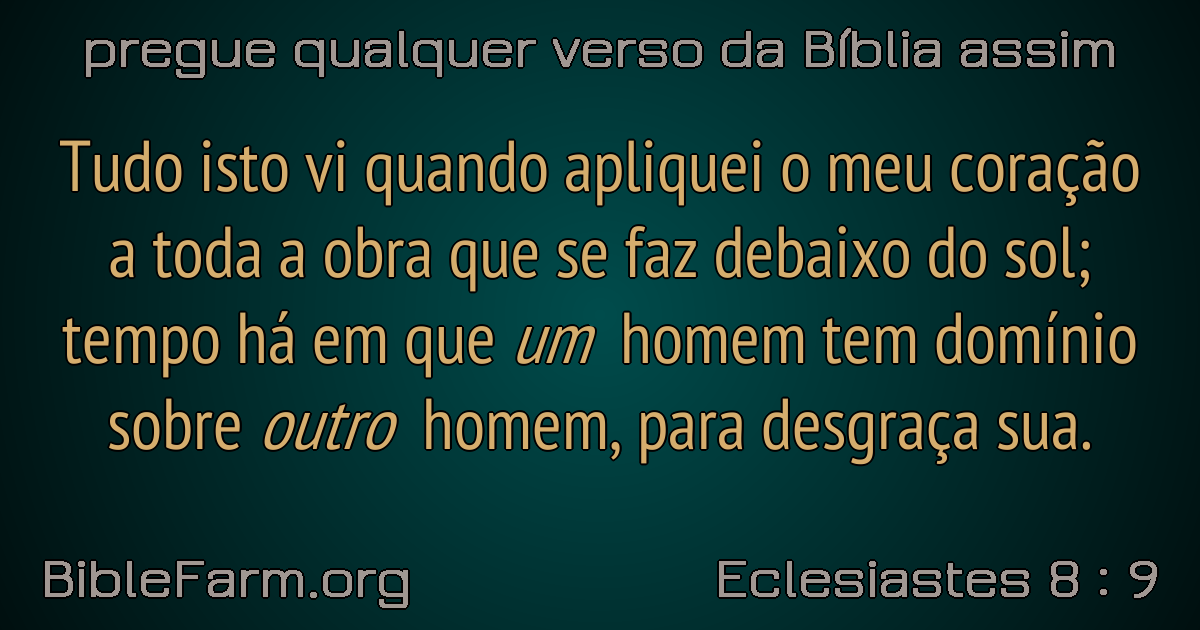 pregue qualquer verso da Bíblia assim
Tudo isto vi quando apliquei o meu coração
a toda a obra que se faz debaixo do sol;
tempo há em que um homem tem domínio
sobre outro homem, para desgraça sua.
BibleFarm.org
Eclesiastes 8 : 9